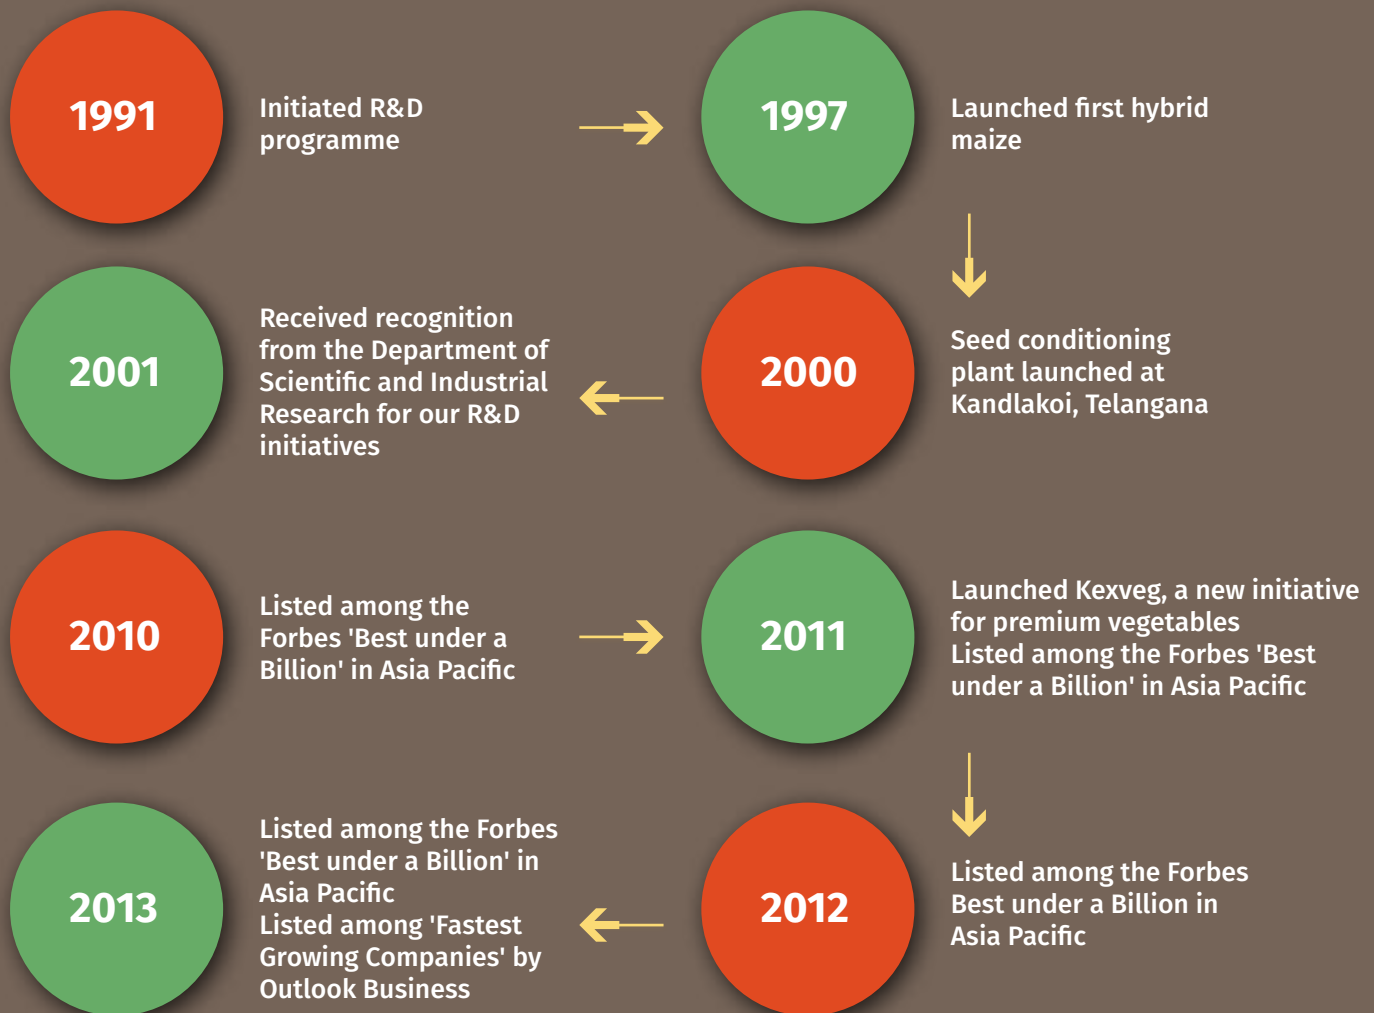 1991
Initiated R&D
programme
1997
Launched first hybrid
maize
2000
Seed conditioning
plant launched at
Kandlakoi, Telangana
2001
Received recognition
from the Department of
Scientific and Industrial
Research for our R&D
initiatives
2010
Listed among the
Forbes 'Best under a
Billion' in Asia Pacific
2011
Launched Kexveg, a new initiative
for premium vegetables
Listed among the Forbes 'Best
under a Billion' in Asia Pacific
2012
Listed among the Forbes
Best under a Billion in
Asia Pacific
2013
Listed among the Forbes
'Best under a Billion' in
Asia Pacific
Listed among 'Fastest
Growing Companies' by
Outlook Business